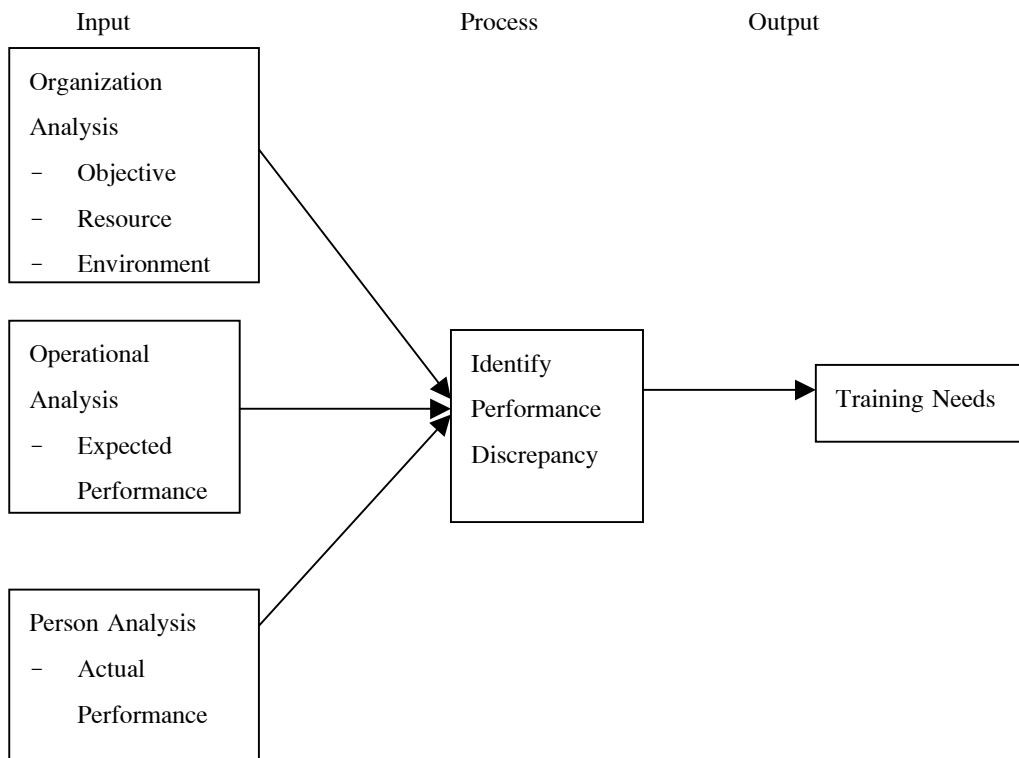 Input Process Output
Organization
Analysis
- Objective
- Resource
- Environment
Operational
Analysis
- Expected
Performance
Identify
Performance
Discrepancy
Training Needs
Person Analysis
- Actual
Performance